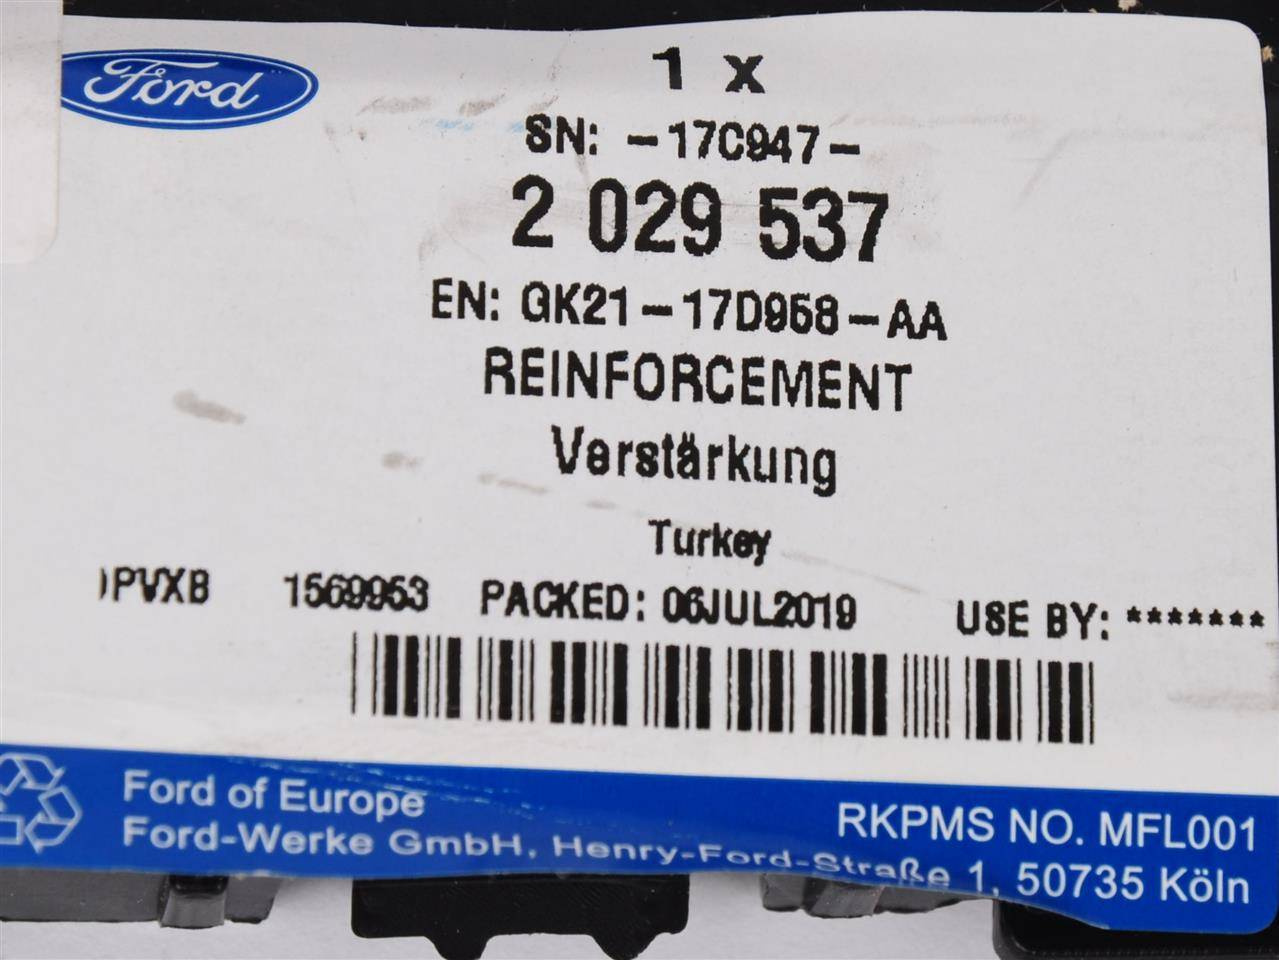 Ford
1 x
SN: -17C947-
2 029 537
EN: GK21-17D958-AA
REINFORCEMENT
Verstärkung
Turkey
)PVXB 1569953 PACKED: 06JUL2019 USE BY: *******
Ford of Europe
Ford-Werke GmbH, Henry-Ford-Straße 1, 50735 Köln
RKPMS NO. MFL001